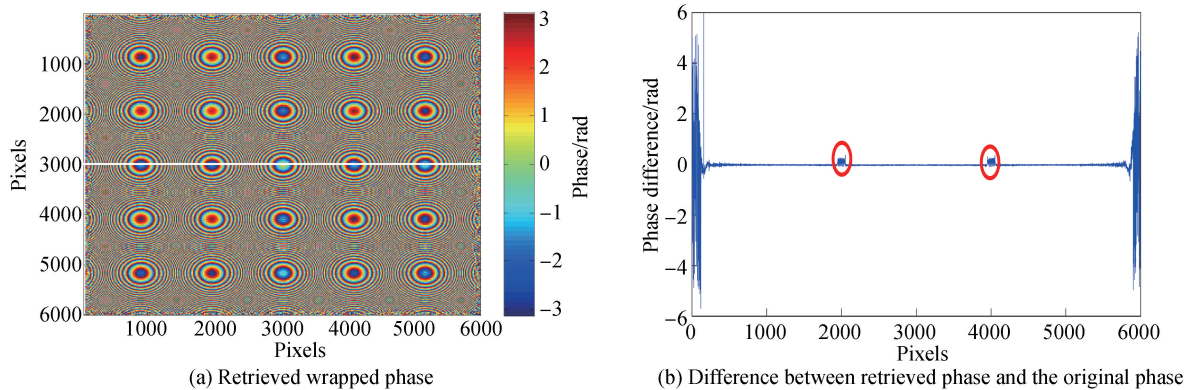 1000
2000
3000
4000
5000
6000
Pixels
1000 2000 3000 4000 5000 6000
Pixels
3
2
1
0
−1
−2
−3
Phase/rad
(a) Retrieved wrapped phase
6
4
2
0
−2
−4
−6
Phase difference/rad
0 1000 2000 3000 4000 5000 6000
Pixels
(b) Difference between retrieved phase and the original phase